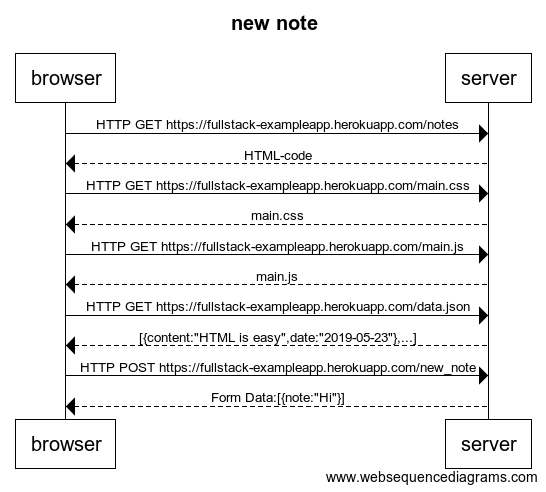 new note
browser server
HTTP GET https://fullstack-exampleapp.herokuapp.com/notes
HTML-code
HTTP GET https://fullstack-exampleapp.herokuapp.com/main.css
main.css
HTTP GET https://fullstack-exampleapp.herokuapp.com/main.js
main.js
HTTP GET https://fullstack-exampleapp.herokuapp.com/data.json
[{content:"HTML is easy",date:"2019-05-23"},...]
HTTP POST https://fullstack-exampleapp.herokuapp.com/new_note
Form Data:[{note:"Hi"}]
browser server
www.websequencediagrams.com